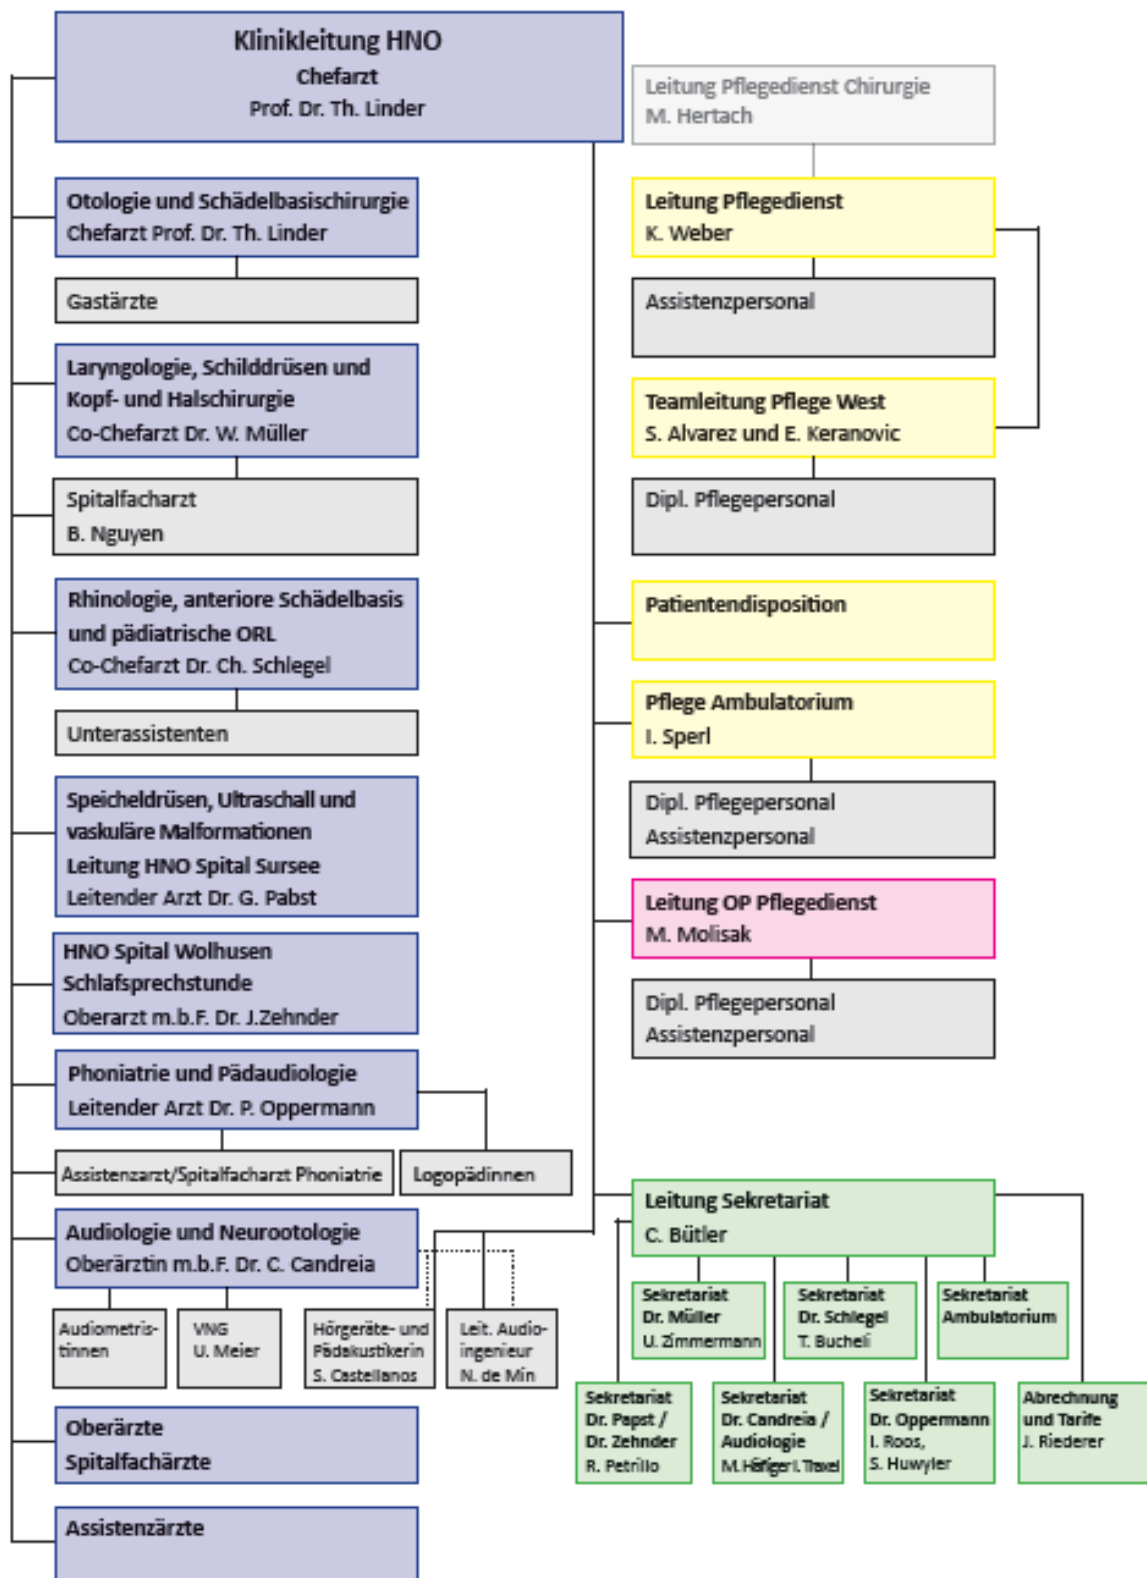 Klinikleitung HNO
Chefarzt
Prof. Dr. Th. Linder
Otologie und Schädelbasischirurgie
Chefarzt Prof. Dr. Th. Linder
Gastärzte
Laryngologie, Schilddrüsen und
Kopf- und Halschirurgie
Co-Chefarzt Dr. W. Müller
Spitalfacharzt
B. Nguyen
Rhinologie, anteriore Schädelbasis
und pädiatrische ORL
Co-Chefarzt Dr. Ch. Schlegel
Unterassistenten
Speicheldrüsen, Ultraschall und
vaskuläre Malformationen
Leitung HNO Spital Sursee
Leitender Arzt Dr. G. Pabst
HNO Spital Wolhusen
Schlafsprechstunde
Oberarzt m.b.F. Dr. J.Zehnder
Phoniatrie und Pädaudiologie
Leitender Arzt Dr. P. Oppermann
Assistenzarzt/Spitalfacharzt Phoniatrie
Logopädinnen
Audiologie und Neurootologie
Oberärztin m.b.F. Dr. C. Candreia
Audiometris-
tinnen
VNG
U. Meier
Hörgeräte- und
Pädakustikerin
S. Castellanos
Leit. Audio-
ingenieur
N. de Min
Oberärzte
Spitalfachärzte
Assistenzärzte
Leitung Pflegedienst Chirurgie
M. Hertach
Leitung Pflegedienst
K. Weber
Assistenzpersonal
Teamleitung Pflege West
S. Alvarez und E. Keranovic
Dipl. Pflegepersonal
Patientendisposition
Pflege Ambulatorium
I. Sperl
Dipl. Pflegepersonal
Assistenzpersonal
Leitung OP Pflegedienst
M. Molisak
Dipl. Pflegepersonal
Assistenzpersonal
Leitung Sekretariat
C. Bütler
Sekretariat
Dr. Müller
U. Zimmermann
Sekretariat
Dr. Schlegel
T. Bucheli
Sekretariat
Ambulatorium
Sekretariat
Dr. Papst /
Dr. Zehnder
R. Petrillo
Sekretariat
Dr. Candreia /
Audiologie
M. I.
Sekretariat
Dr. Oppermann
I. Roos,
S. Huwyler
Abrechnung
und Tarife
J. Riederer